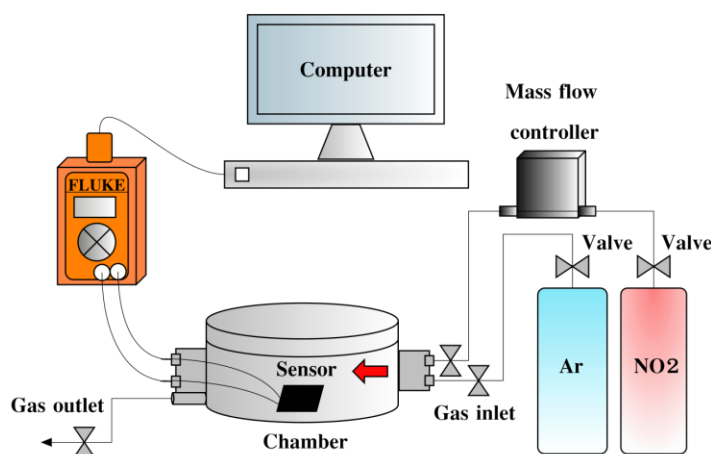 Computer
Mass flow
controller
FLUKE
Valve
Valve
Sensor
Ar
NO2
Gas outlet
Gas inlet
Chamber